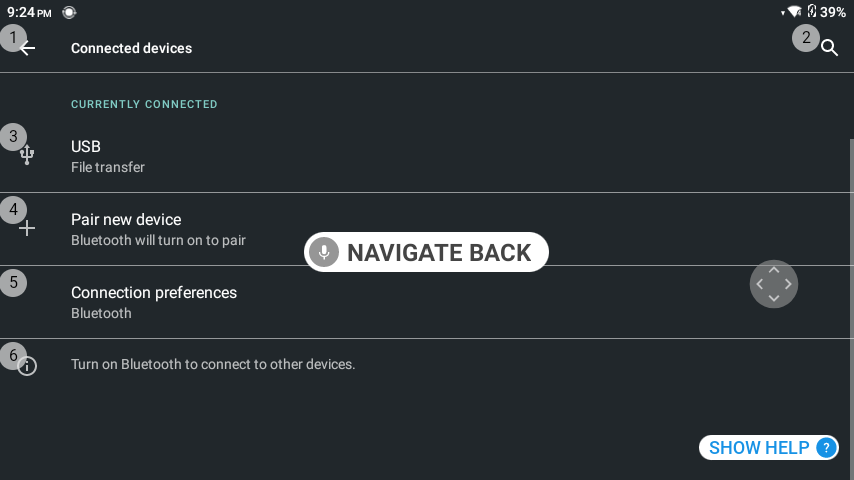 9:24 PM
39%
1
Connected devices
2
CURRENTLY CONNECTED
3
USB
File transfer
4
Pair new device
Bluetooth will turn on to pair
NAVIGATE BACK
5
Connection preferences
Bluetooth
6
Turn on Bluetooth to connect to other devices.
SHOW HELP ?